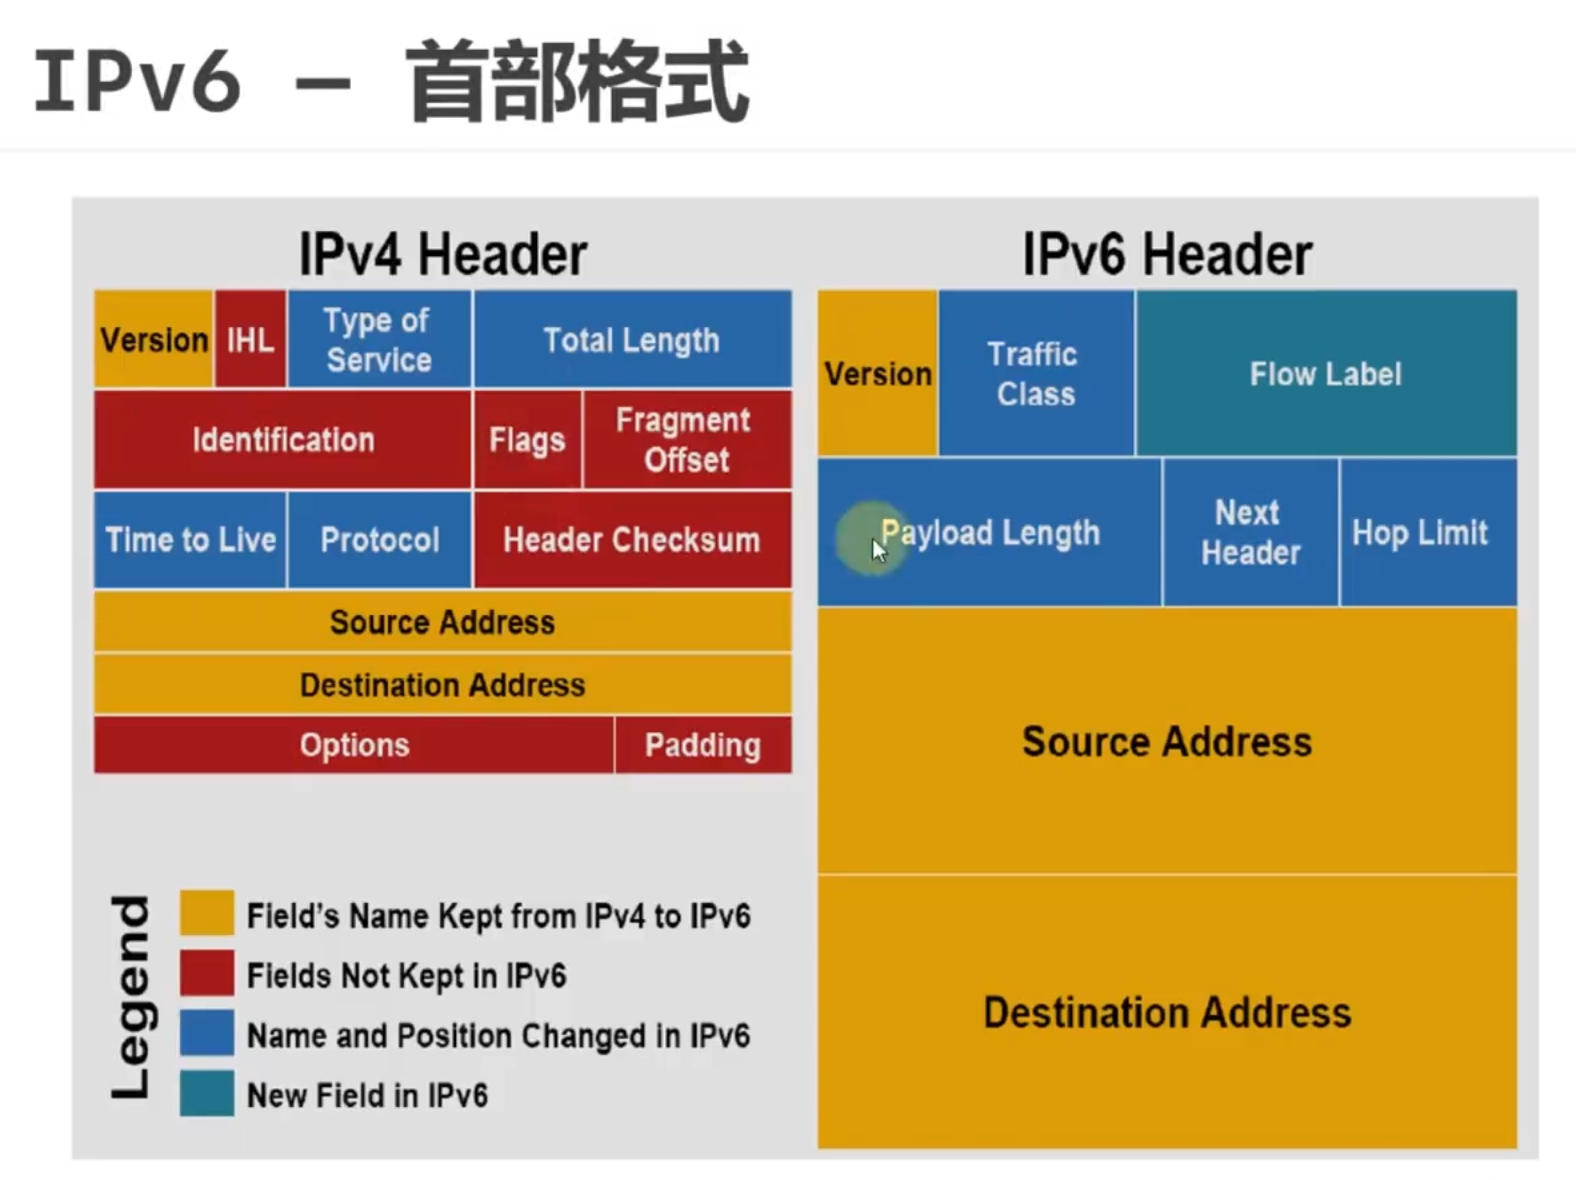 IPv6 – 首部格式
IPv4 Header
Version
IHL
Type of
Service
Total Length
Identification
Flags
Fragment
Offset
Time to Live
Protocol
Header Checksum
Source Address
Destination Address
Options
Padding
IPv6 Header
Version
Traffic
Class
Flow Label
Payload Length
Next
Header
Hop Limit
Source Address
Destination Address
Legend
Field's Name Kept from IPv4 to IPv6
Fields Not Kept in IPv6
Name and Position Changed in IPv6
New Field in IPv6